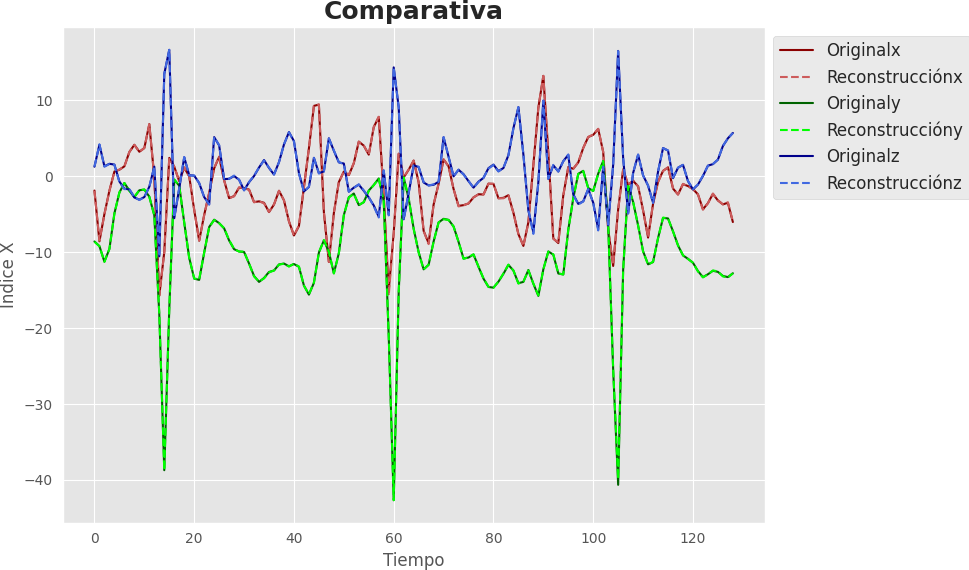 Comparativa
Indice X
10
0
−10
−20
−30
−40
0
20
40
60
80
100
120
Tiempo
Originalx
Reconstrucciónx
Originaly
Reconstruccióny
Originalz
Reconstrucciónz